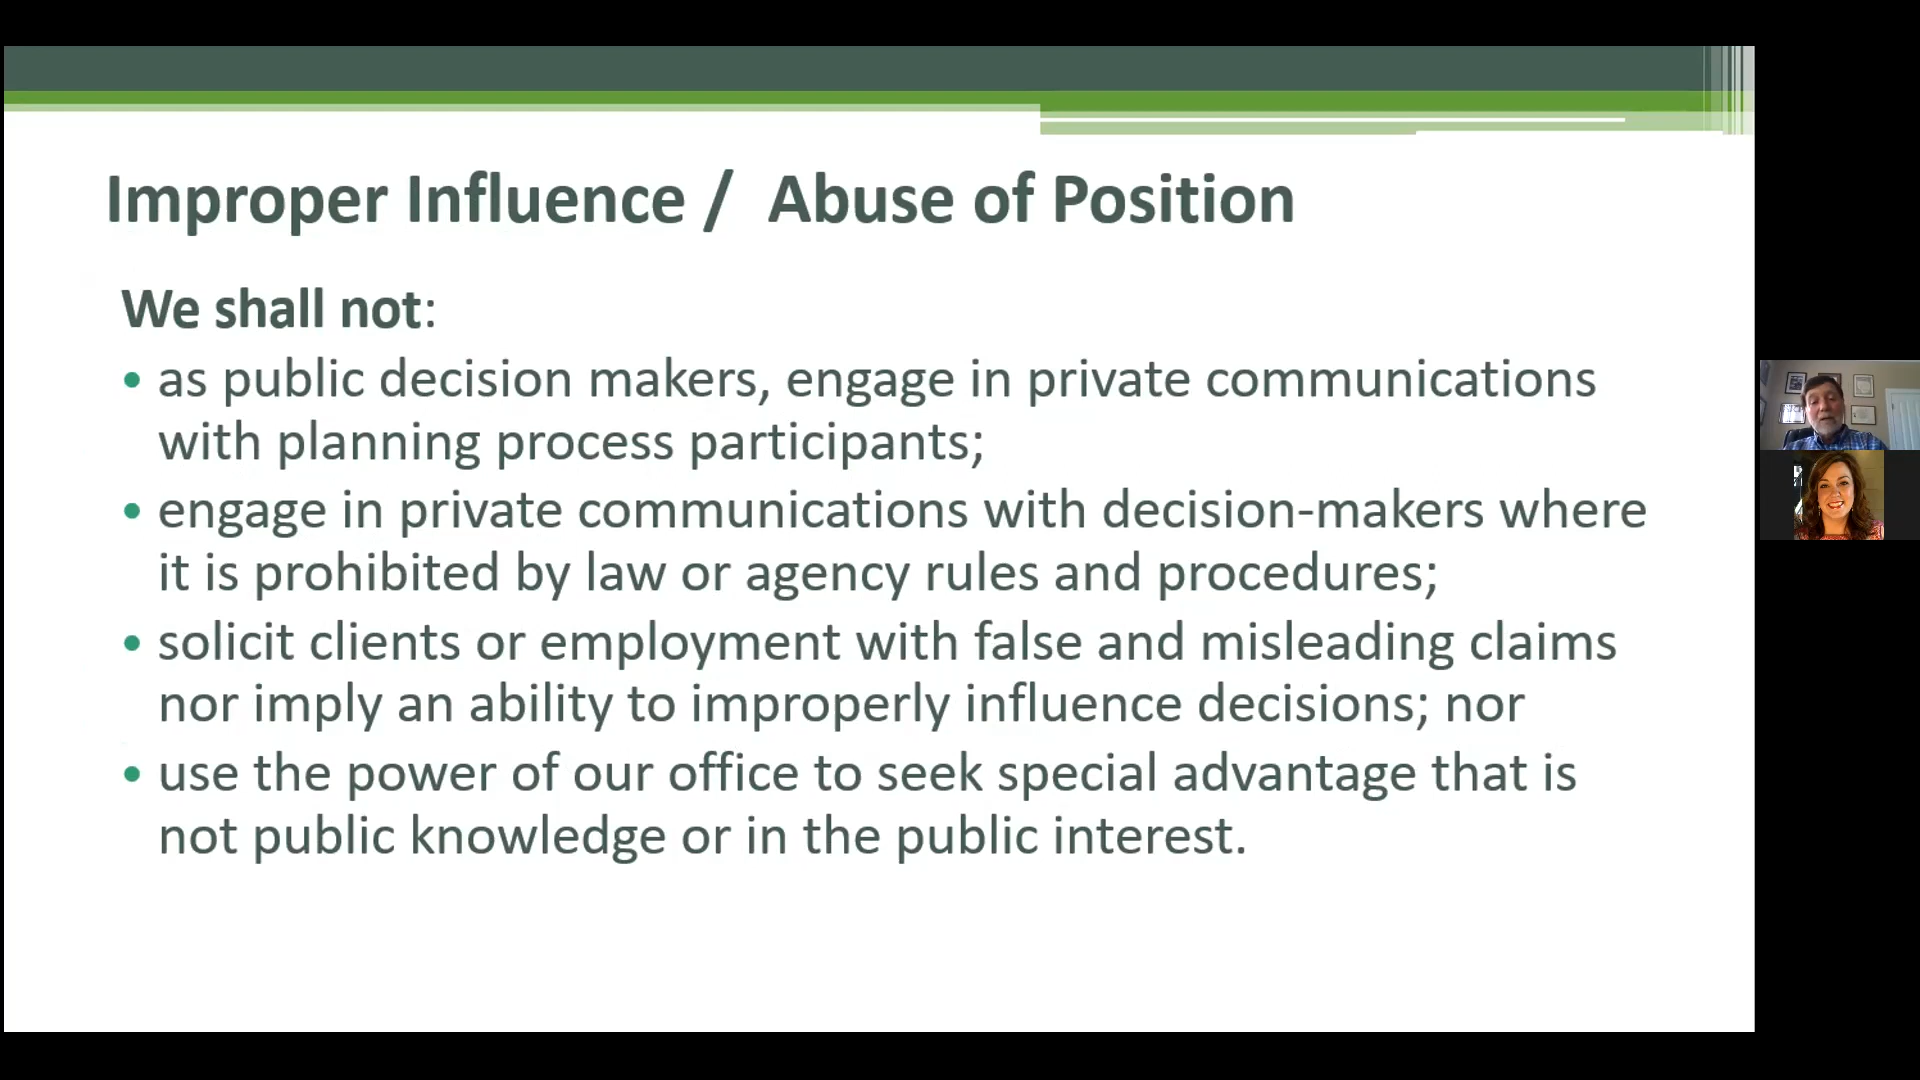 Improper Influence / Abuse of Position
We shall not:
• as public decision makers, engage in private communications
with planning process participants;
• engage in private communications with decision-makers where
it is prohibited by law or agency rules and procedures;
• solicit clients or employment with false and misleading claims
nor imply an ability to improperly influence decisions; nor
• use the power of our office to seek special advantage that is
not public knowledge or in the public interest.